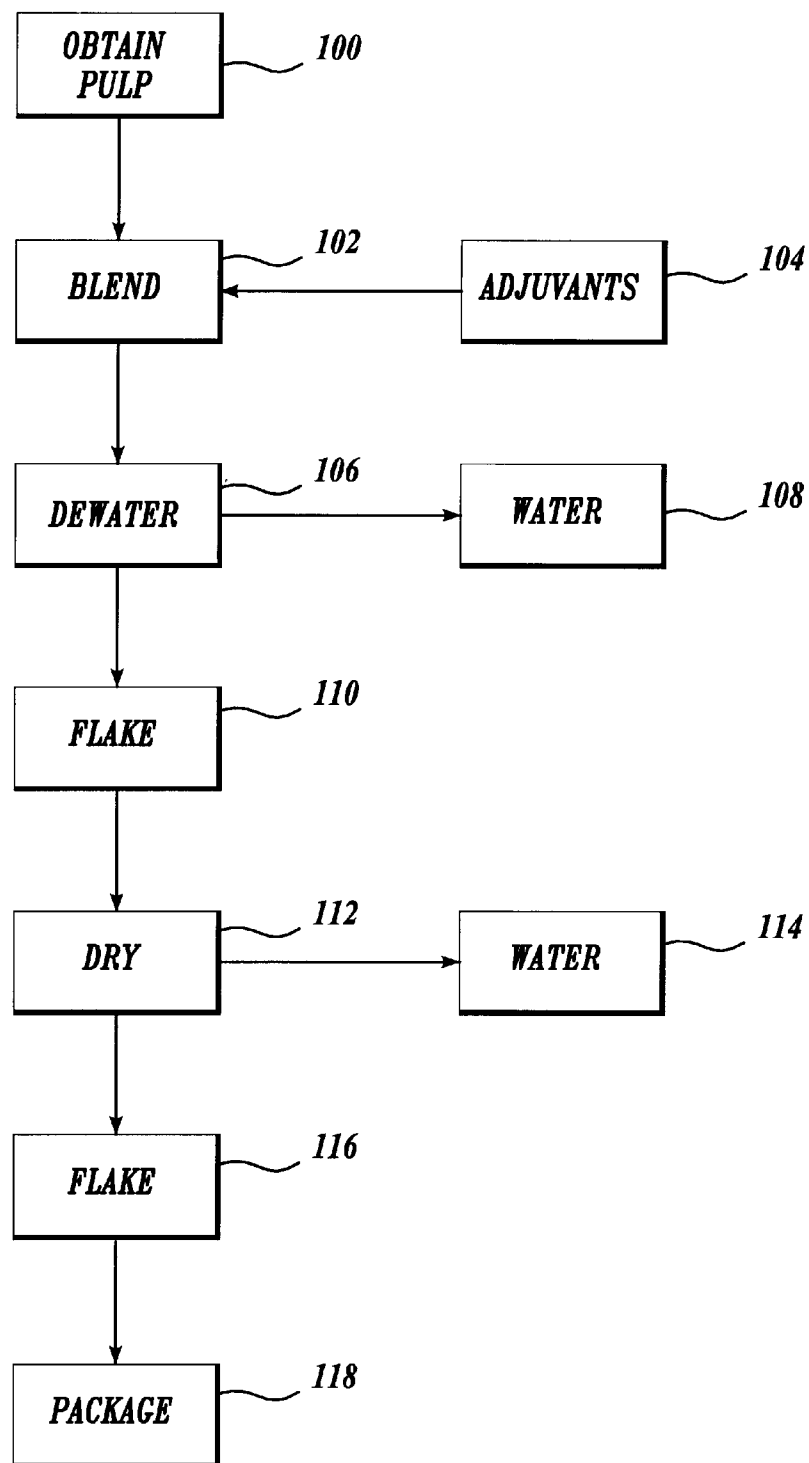 OBTAIN
PULP
100
BLEND
102
ADJUVANTS
104
DEWATER
106
WATER
108
FLAKE
110
DRY
112
WATER
114
FLAKE
116
PACKAGE
118